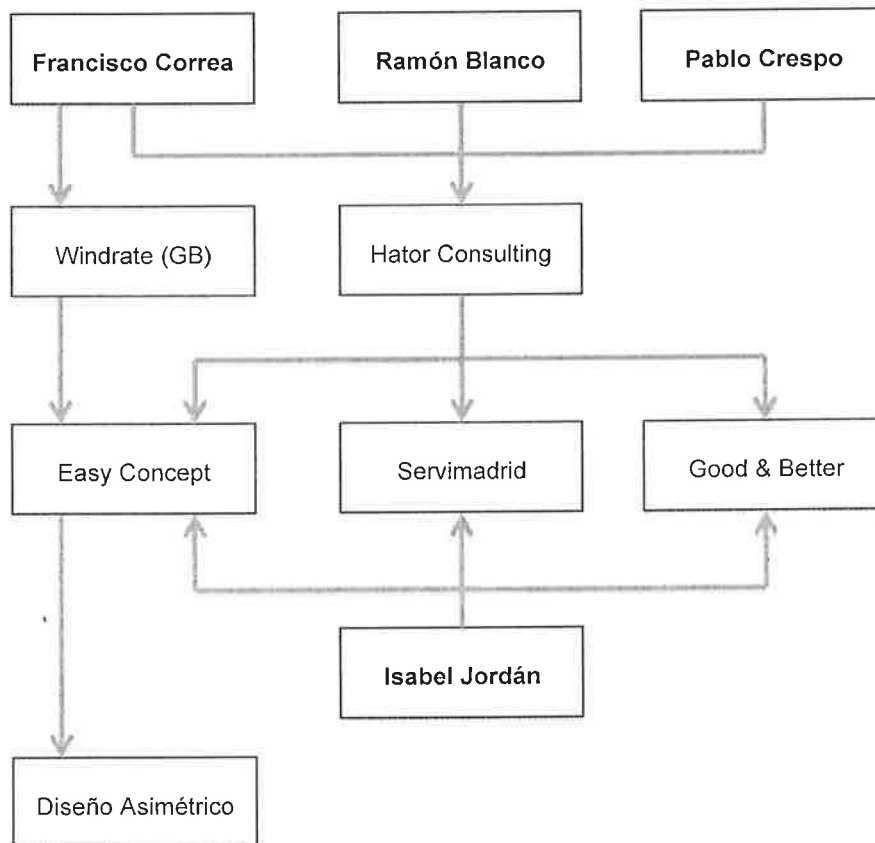 Francisco Correa
Ramón Blanco
Pablo Crespo
Windrate (GB)
Hator Consulting
Easy Concept
Servimadrid
Good & Better
Isabel Jordán
Diseño Asimétrico